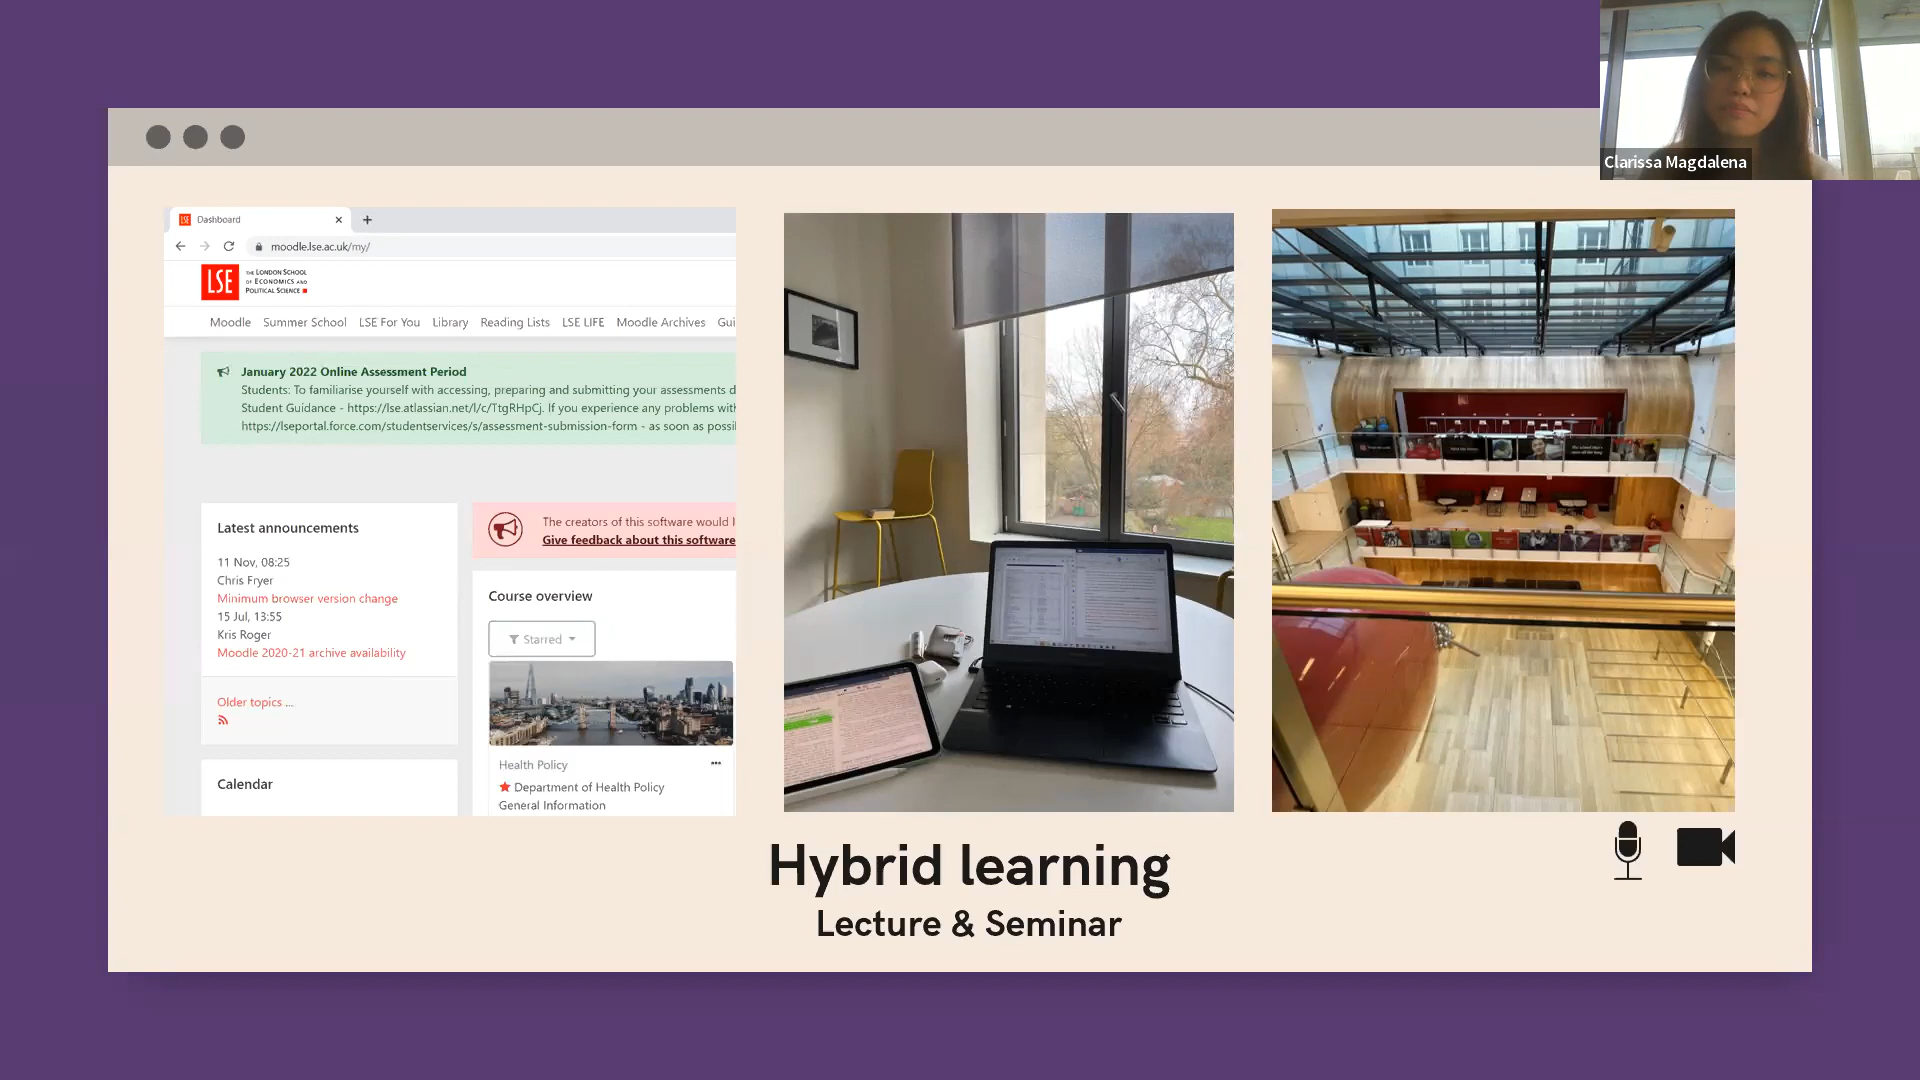 Clarissa Magdalena
Dashboard
moodle.lse.ac.uk/my/
LSE
THE LONDON SCHOOL
OF ECONOMICS AND
POLITICAL SCIENCE
Moodle Summer School LSE For You Library Reading Lists LSE LIFE Moodle Archives Gui
January 2022 Online Assessment Period
Students: To familiarise yourself with accessing, preparing and submitting your assessments d
Student Guidance - https://lse.atlassian.net/l/c/TtgRHpCj. If you experience any problems wit
https://lseportal.force.com/studentservices/s/assessment-submission-form - as soon as possi
Latest announcements
11 Nov, 08:25
Chris Fryer
Minimum browser version change
15 Jul, 13:55
Kris Roger
Moodle 2020-21 archive availability
Older topics ...
Calendar
The creators of this software would
Give feedback about this software
Course overview
Starred
Health Policy
Department of Health Policy
General Information
Hybrid learning
Lecture & Seminar